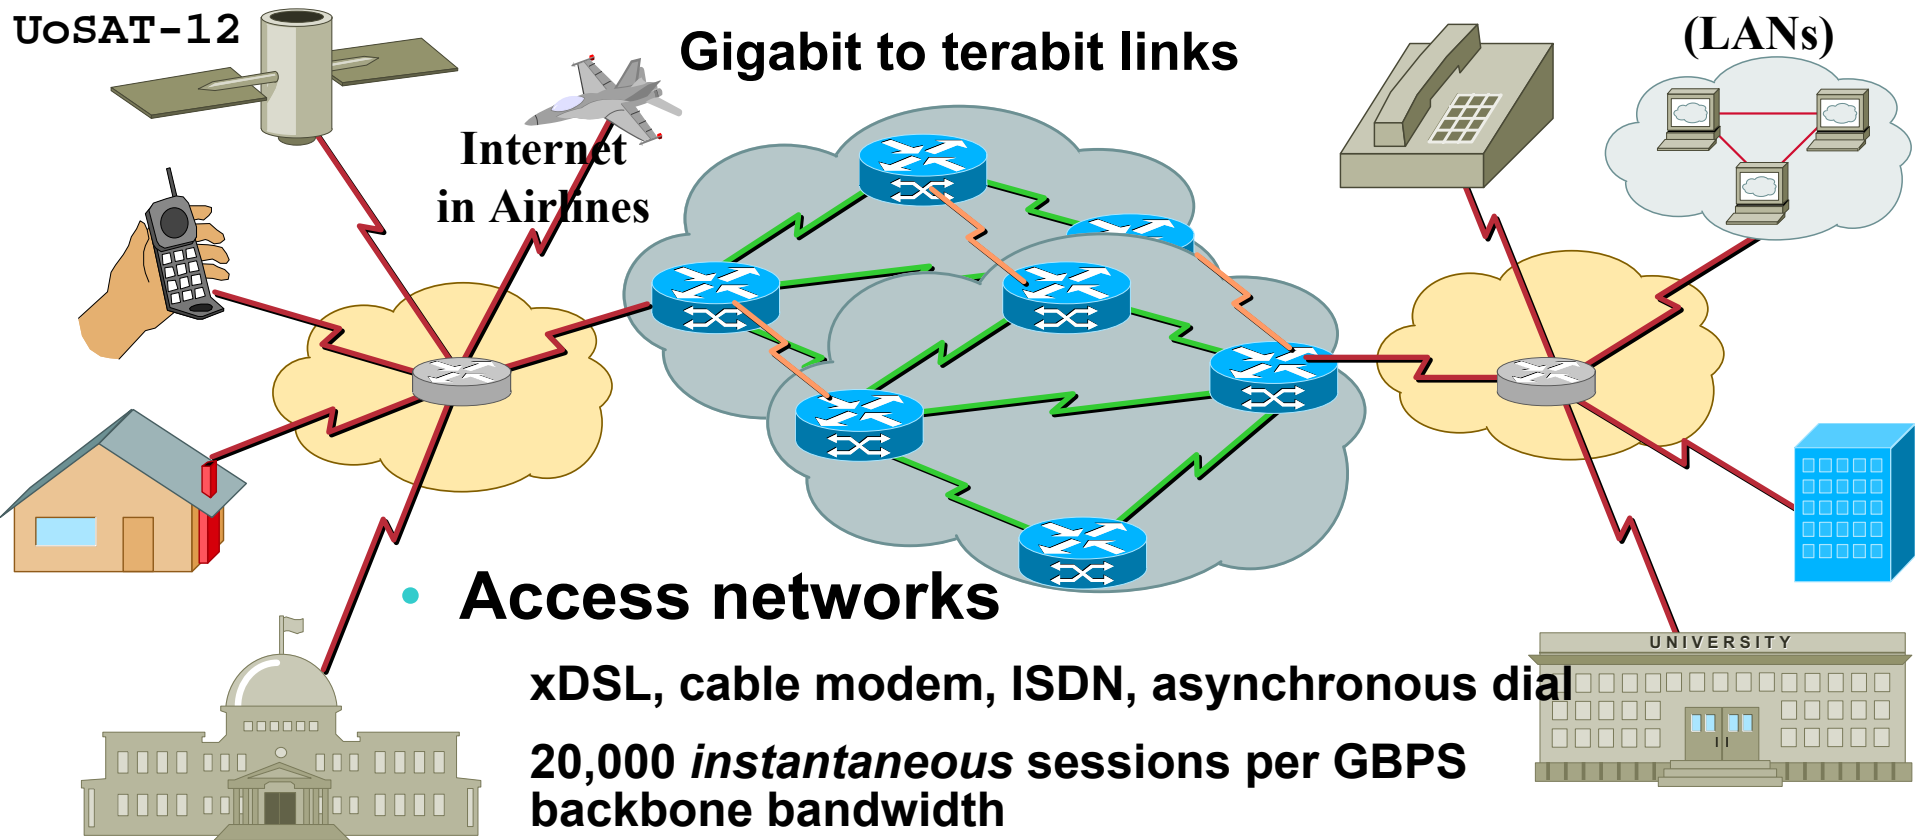 UoSAT-12
Gigabit to terabit links
(LANs)
Internet
in Airlines
• Access networks
UNIVERSITY
xDSL, cable modem, ISDN, asynchronous dial
20,000 instantaneous sessions per GBPS
backbone bandwidth